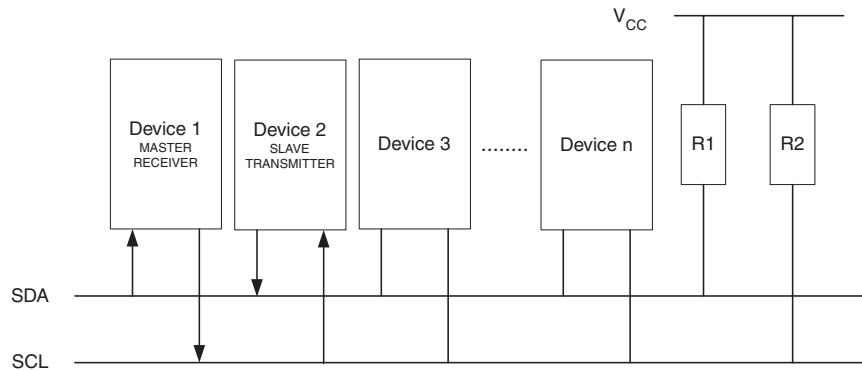 VCC
Device 1
MASTER
RECEIVER
Device 2
SLAVE
TRANSMITTER
Device 3
........
Device n
R1
R2
SDA
SCL